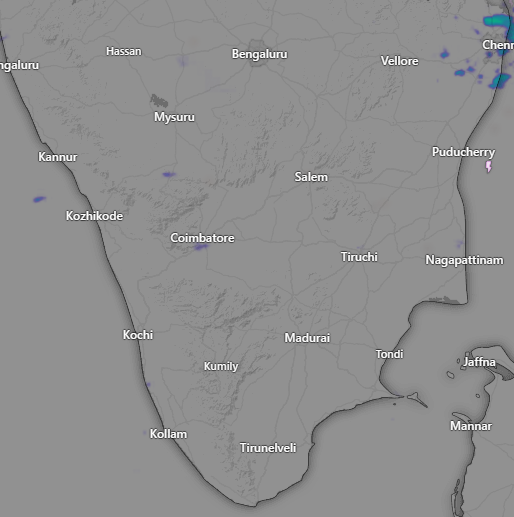 Chenn
Hassan
Bengaluru
Vellore
ngaluru
Mysuru
Puducherry
Kannur
Salem
Kozhikode
Coimbatore
Tiruchi
Nagapattinam
Kochi
Madurai
Tondi
Jaffna
Kumily
Mannar
Kollam
Tirunelveli